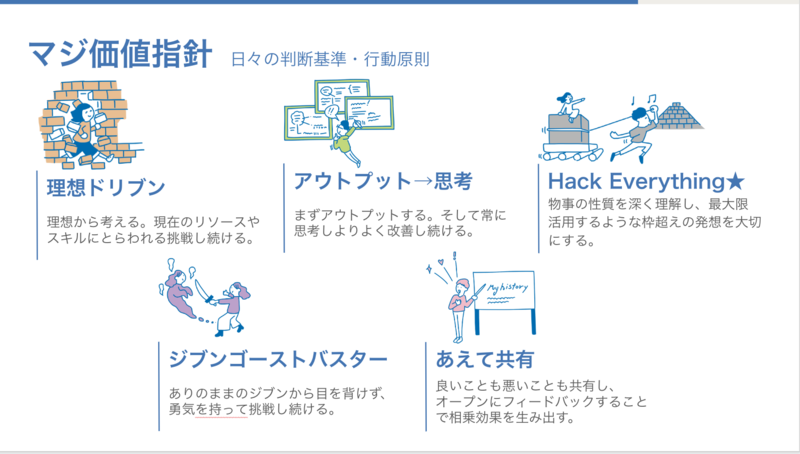 マジ価値指針 日々の判断基準・行動原則
理想ドリブン
理想から考える。現在のリソースや
スキルにとらわれる挑戦し続ける。
アウトプット→思考
まずアウトプットする。そして常に
思考しよりよく改善し続ける。
Hack Everything★
物事の性質を深く理解し、最大限
活用するような枠超えの発想を大切
にする。
ジブンゴーストバスター
ありのままのジブンから目を背けず、
勇気を持って挑戦し続ける。
My history
あえて共有
良いことも悪いことも共有し、
オープンにフィードバックすること
で相乗効果を生み出す。